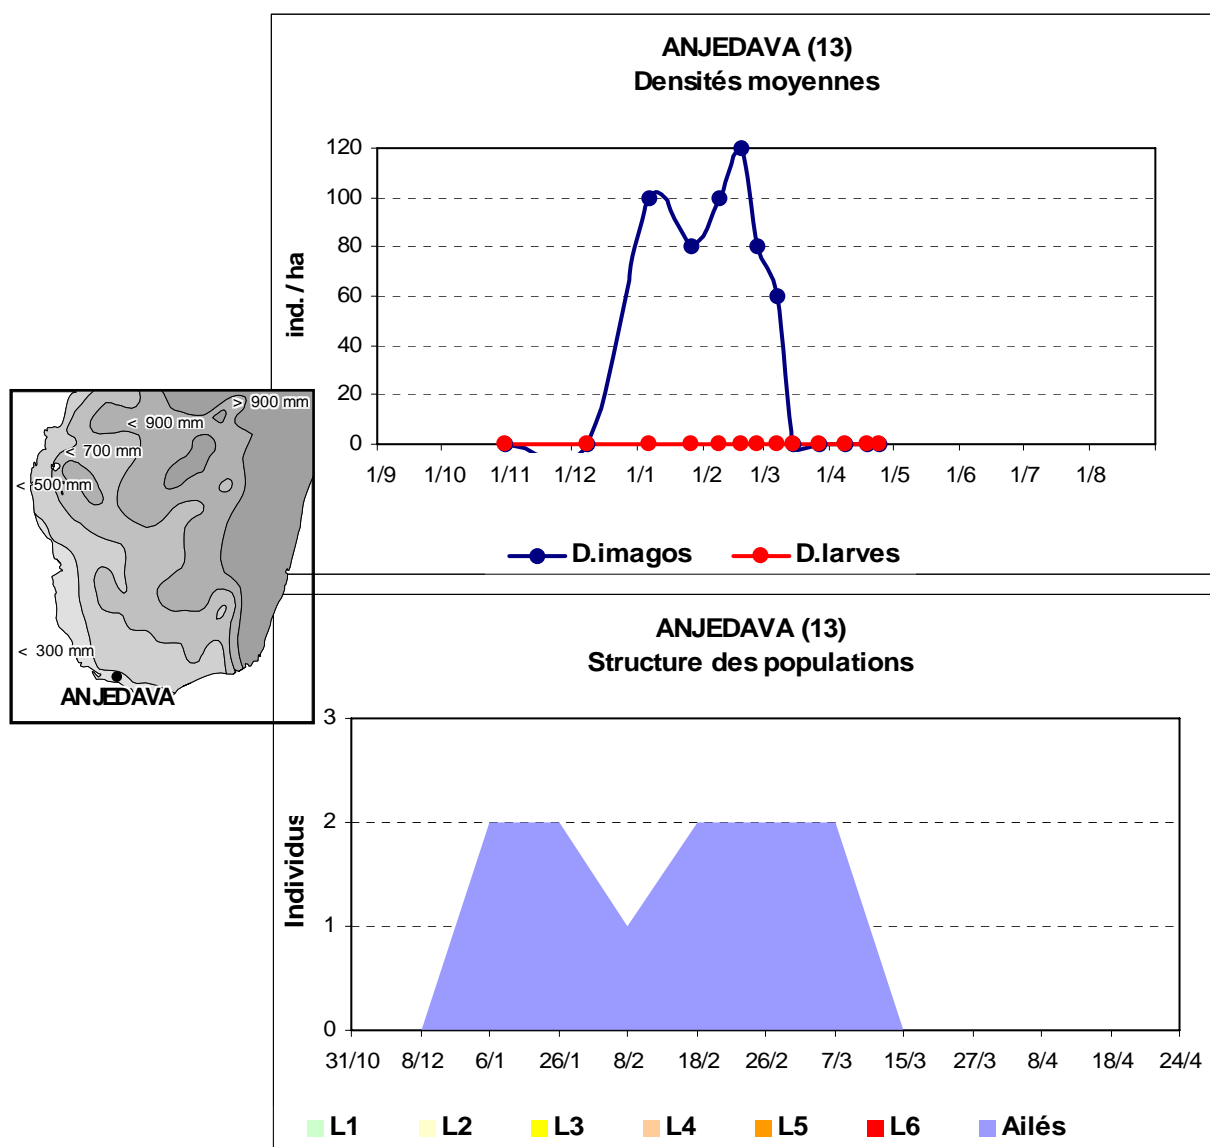 ANJEDAVA (13)
Densités moyennes
ind. / ha
120
100
80
60
40
20
0
1/9 1/10 1/11 1/12 1/1 1/2 1/3 1/4 1/5 1/6 1/7 1/8
D.imagos D.larves
> 900 mm
< 900 mm
< 700 mm
< 500 mm
< 300 mm
ANJEDAVA
ANJEDAVA (13)
Structure des populations
Individus
3
2
1
0
31/10 8/12 6/1 26/1 8/2 18/2 26/2 7/3 15/3 27/3 8/4 18/4 24/4
L1 L2 L3 L4 L5 L6 Ailés